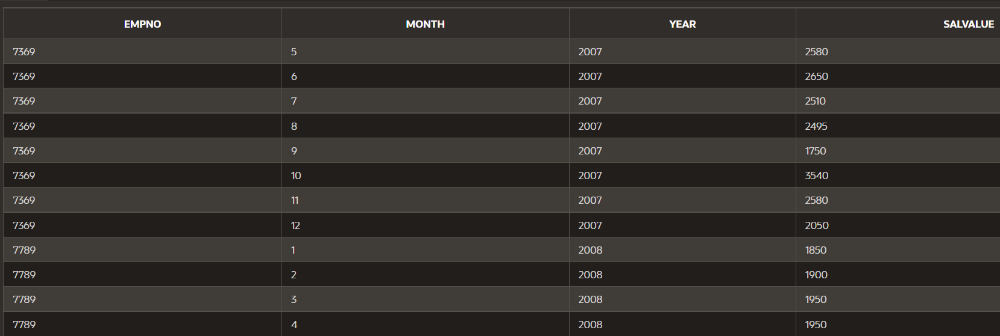 EMPNO MONTH YEAR SALVALUE
7369 5 2007 2580
7369 6 2007 2650
7369 7 2007 2510
7369 8 2007 2495
7369 9 2007 1750
7369 10 2007 3540
7369 11 2007 2580
7369 12 2007 2050
7789 1 2008 1850
7789 2 2008 1900
7789 3 2008 1950
7789 4 2008 1950